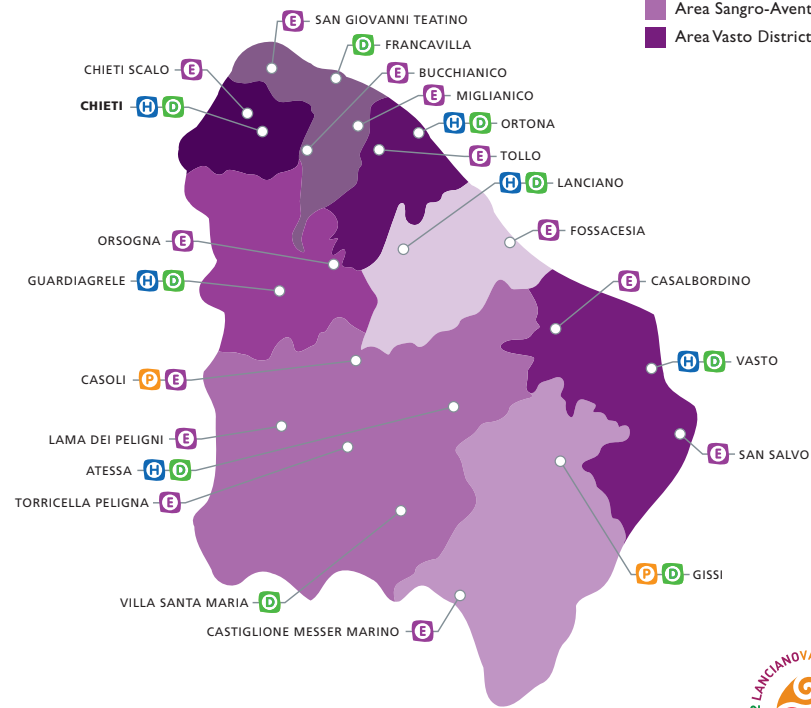 Area Sangro-Avent
Area Vasto District
E SAN GIOVANNI TEATINO
D FRANCAVILLA
CHIETI SCALO E
E BUCCHIANICO
E MIGLIANICO
CHIETI H D
H D ORTONA
E TOLLO
H D LANCIANO
E FOSSACESIA
ORSOGNA E
GUARDIAGRELE H D
E CASALBORDINO
H D VASTO
CASOLI P E
LAMA DEI PELIGNI E
E SAN SALVO
ATESSA H D
TORRICELLA PELIGNA E
P D GISSI
VILLA SANTA MARIA D
CASTIGLIONE MESSER MARINO E
LANCIANOVA